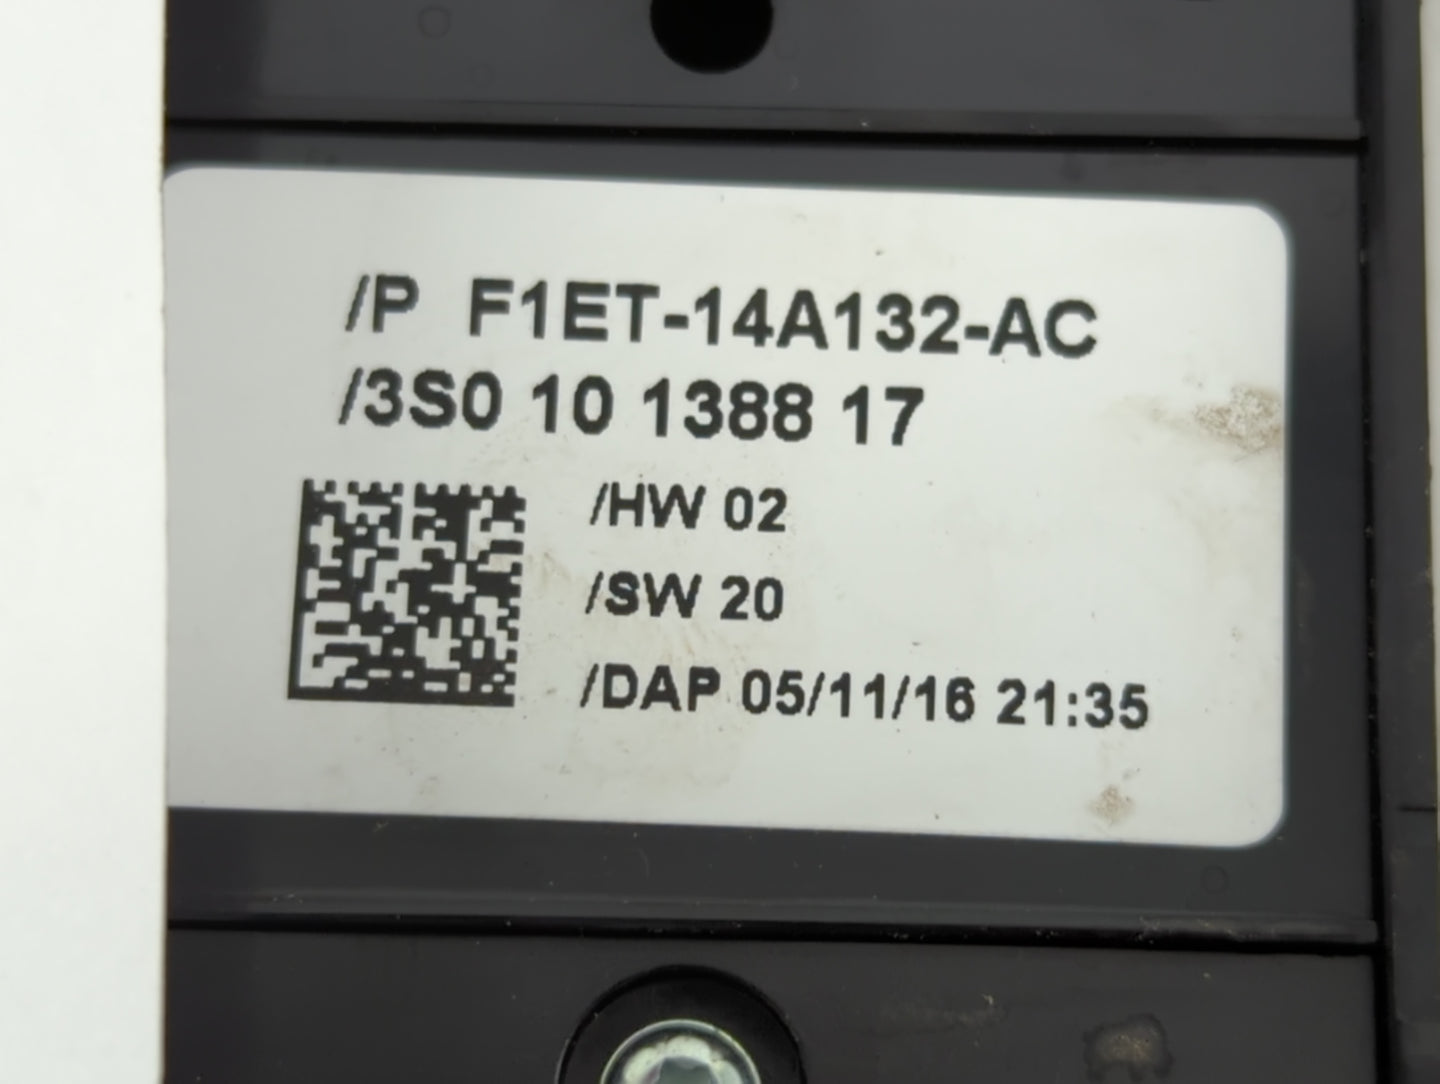 /P F1ET-14A132-AC
/3S0 10 1388 17
/HW 02
/SW 20
/DAP 05/11/16 21:35